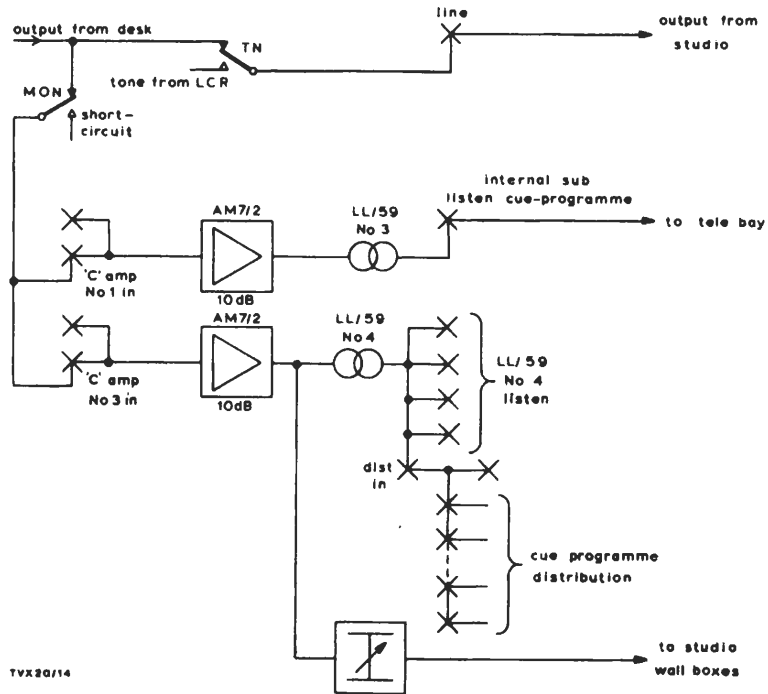 output from desk
TN
tone from LCR
line
output from
studio
MON
short-
circuit
internal sub
listen cue-programme
to tele bay
AM7/2
10dB
LL/59
No 3
'C' amp
No 1 in
AM7/2
10dB
LL/59
No 4
'C' amp
No 3 in
LL/59
No 4
listen
dist
in
cue programme
distribution
to studio
wall boxes
TVX20/14